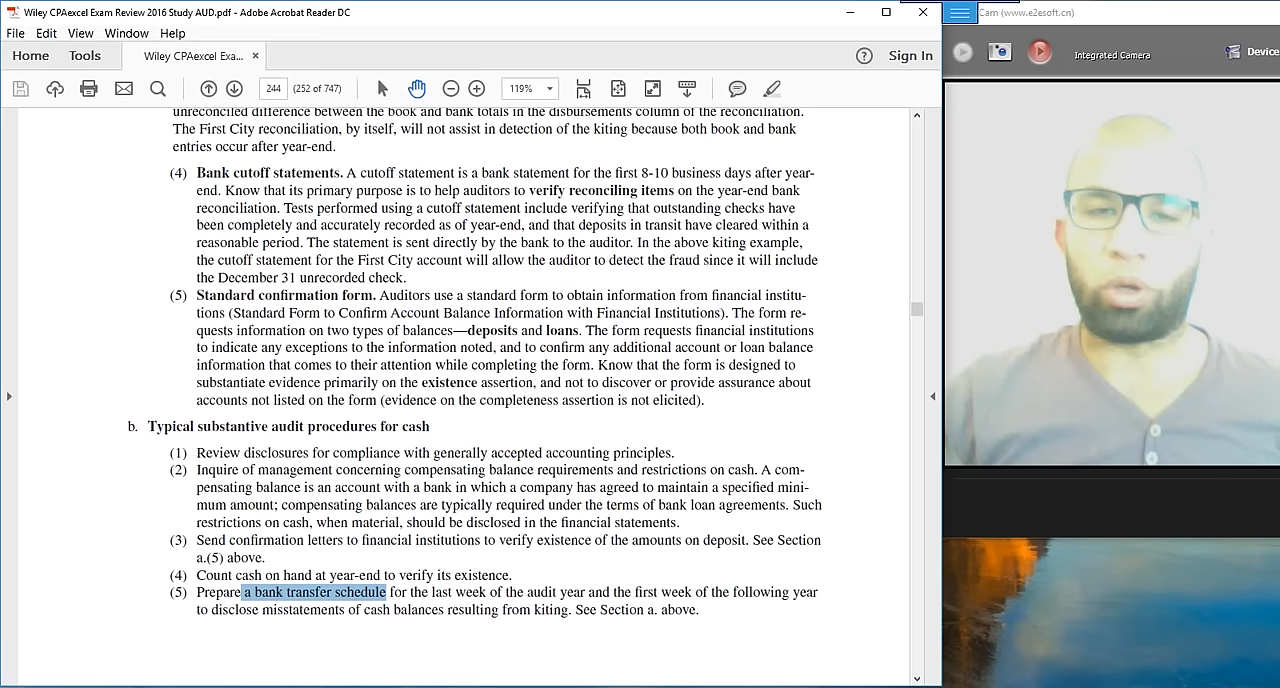 Wiley CPAexcel Exam Review 2016 Study AUD.pdf - Adobe Acrobat Reader DC
Cam (www.e2esoft.cn)
File Edit View Window Help
Home Tools Wiley CPAexcel Exa... × Sign In
Integrated Camera Device
244 (252 of 747) 119%
unreconciled difference between the book and bank totals in the disbursements column of the reconciliation.
The First City reconciliation, by itself, will not assist in detection of the kiting because both book and bank
entries occur after year-end.
(4) Bank cutoff statements. A cutoff statement is a bank statement for the first 8-10 business days after year-
end. Know that its primary purpose is to help auditors to verify reconciling items on the year-end bank
reconciliation. Tests performed using a cutoff statement include verifying that outstanding checks have
been completely and accurately recorded as of year-end, and that deposits in transit have cleared within a
reasonable period. The statement is sent directly by the bank to the auditor. In the above kiting example,
the cutoff statement for the First City account will allow the auditor to detect the fraud since it will include
the December 31 unrecorded check.
(5) Standard confirmation form. Auditors use a standard form to obtain information from financial institu-
tions (Standard Form to Confirm Account Balance Information with Financial Institutions). The form re-
quests information on two types of balances—deposits and loans. The form requests financial institutions
to indicate any exceptions to the information noted, and to confirm any additional account or loan balance
information that comes to their attention while completing the form. Know that the form is designed to
substantiate evidence primarily on the existence assertion, and not to discover or provide assurance about
accounts not listed on the form (evidence on the completeness assertion is not elicited).
b. Typical substantive audit procedures for cash
(1) Review disclosures for compliance with generally accepted accounting principles.
(2) Inquire of management concerning compensating balance requirements and restrictions on cash. A com-
pensating balance is an account with a bank in which a company has agreed to maintain a specified mini-
mum amount; compensating balances are typically required under the terms of bank loan agreements. Such
restrictions on cash, when material, should be disclosed in the financial statements.
(3) Send confirmation letters to financial institutions to verify existence of the amounts on deposit. See Section
a.(5) above.
(4) Count cash on hand at year-end to verify its existence.
(5) Prepare a bank transfer schedule for the last week of the audit year and the first week of the following year
to disclose misstatements of cash balances resulting from kiting. See Section a. above.